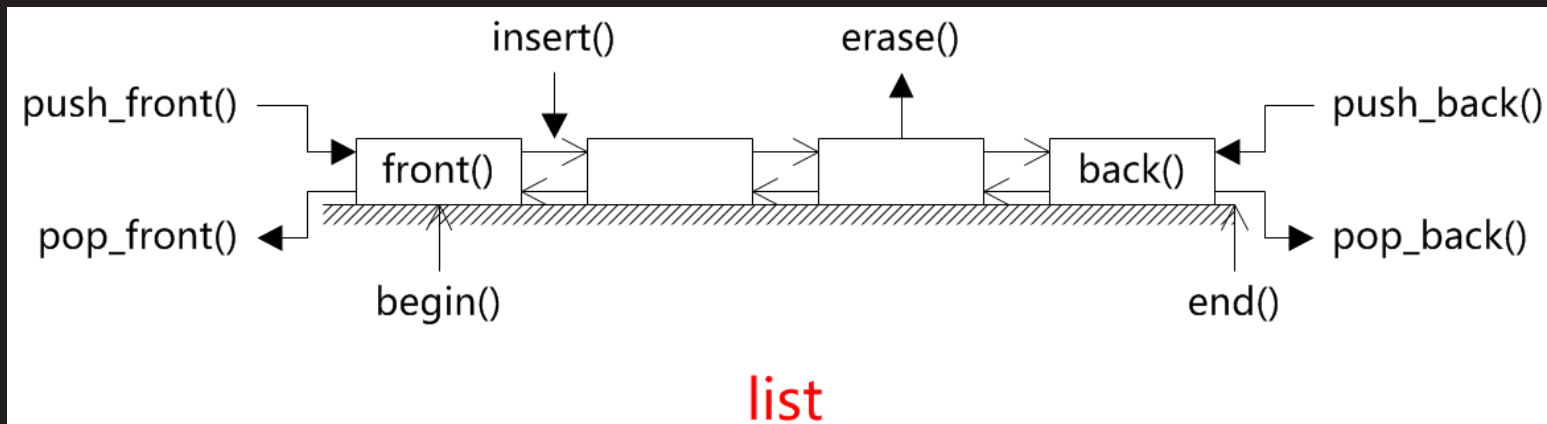 insert()
erase()
push_front()
push_back()
front()
back()
pop_front()
pop_back()
begin()
end()
list